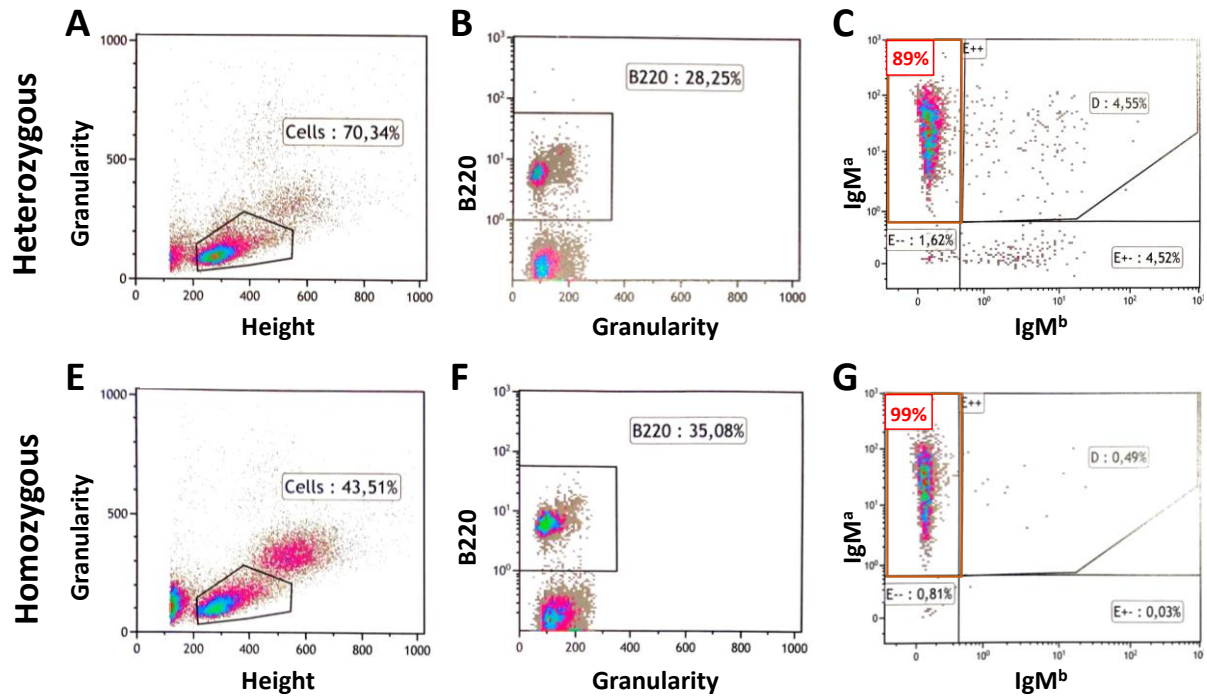 Heterozygous
A
Granularity
1000
500
0
Cells : 70,34%
0
200
400
600
800
1000
Height
B
B220
10³
10²
10¹
10⁰
B220 : 28,25%
0
200
400
600
800
1000
Granularity
C
IgMᵃ
10³
10²
10¹
10⁰
0
89%
E++
D : 4,55%
E-- : 1,62%
E+- : 4,52%
0
10⁰
10¹
10²
10³
IgMᵇ
Homozygous
E
Granularity
1000
500
0
Cells : 43,51%
0
200
400
600
800
1000
Height
F
B220
10³
10²
10¹
10⁰
B220 : 35,08%
0
200
400
600
800
1000
Granularity
G
IgMᵃ
10³
10²
10¹
10⁰
0
99%
E++
D : 0,49%
E-- : 0,81%
E+- : 0,03%
0
10⁰
10¹
10²
10³
IgMᵇ